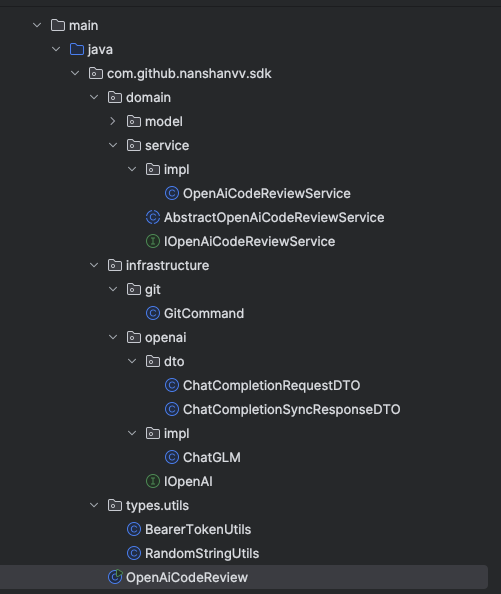 main
java
com.github.nanshanvv.sdk
domain
model
service
impl
OpenAiCodeReviewService
AbstractOpenAiCodeReviewService
IOpenAiCodeReviewService
infrastructure
git
GitCommand
openai
dto
ChatCompletionRequestDTO
ChatCompletionSyncResponseDTO
impl
ChatGLM
IOpenAI
types.utils
BearerTokenUtils
RandomStringUtils
OpenAiCodeReview